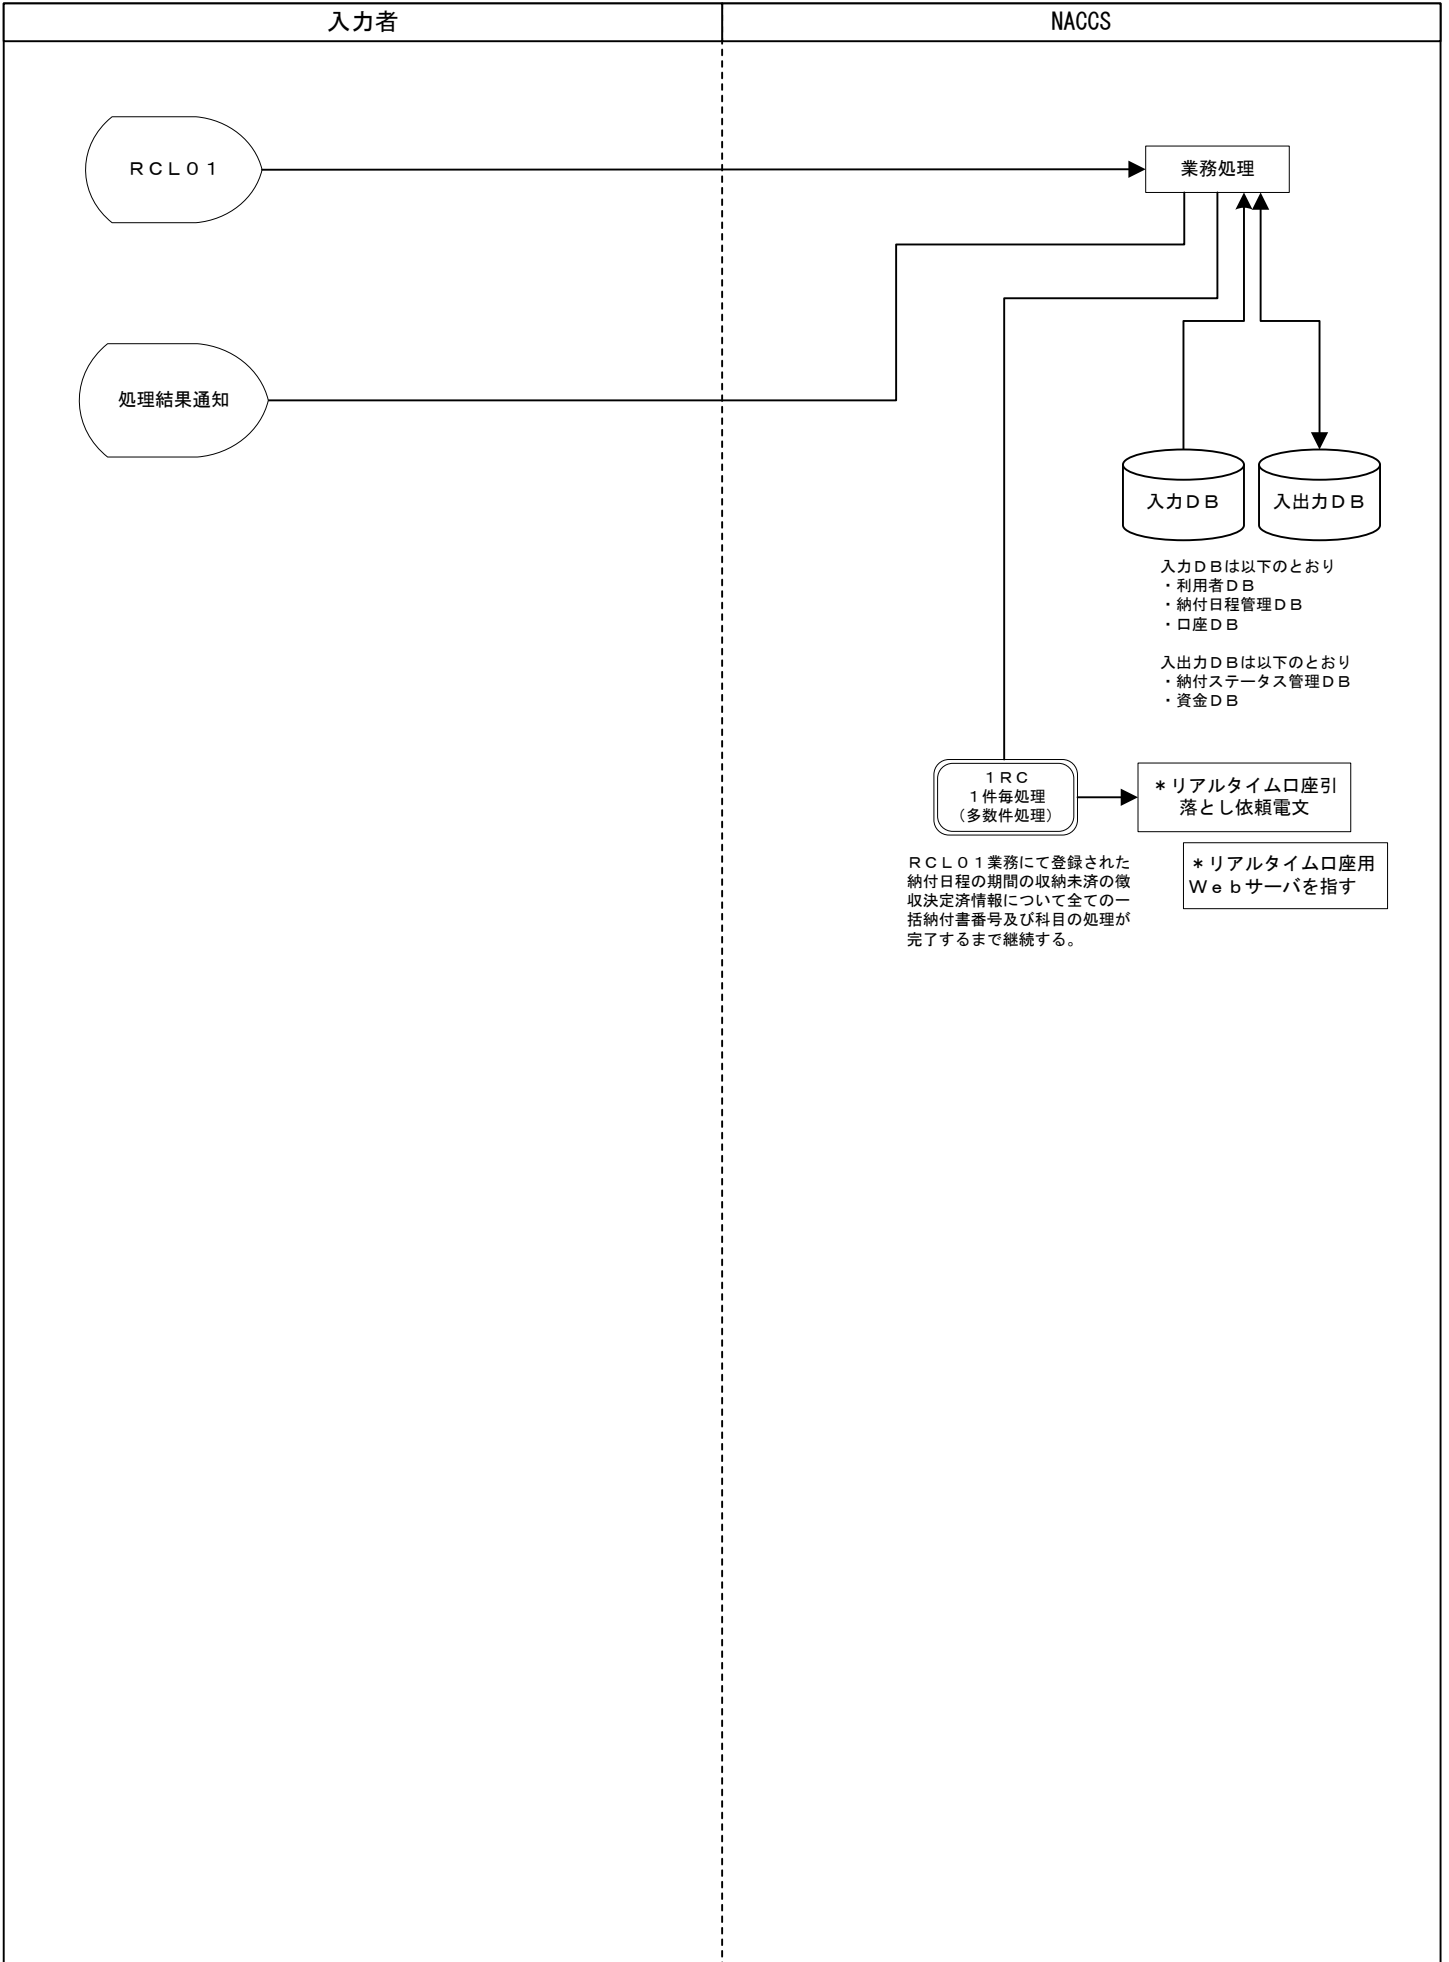 入力者
NACCS
ＲＣＬ０１
業務処理
処理結果通知
入力ＤＢ
入出力ＤＢ
入力ＤＢは以下のとおり
・利用者ＤＢ
・納付日程管理ＤＢ
・口座ＤＢ
入出力ＤＢは以下のとおり
・納付ステータス管理ＤＢ
・資金ＤＢ
１ＲＣ
１件毎処理
（多数件処理）
＊リアルタイム口座引
落とし依頼電文
＊リアルタイム口座用
Ｗｅｂサーバを指す
ＲＣＬ０１業務にて登録された
納付日程の期間の収納未済の徴
収決定済情報について全ての一
括納付書番号及び科目の処理が
完了するまで継続する。